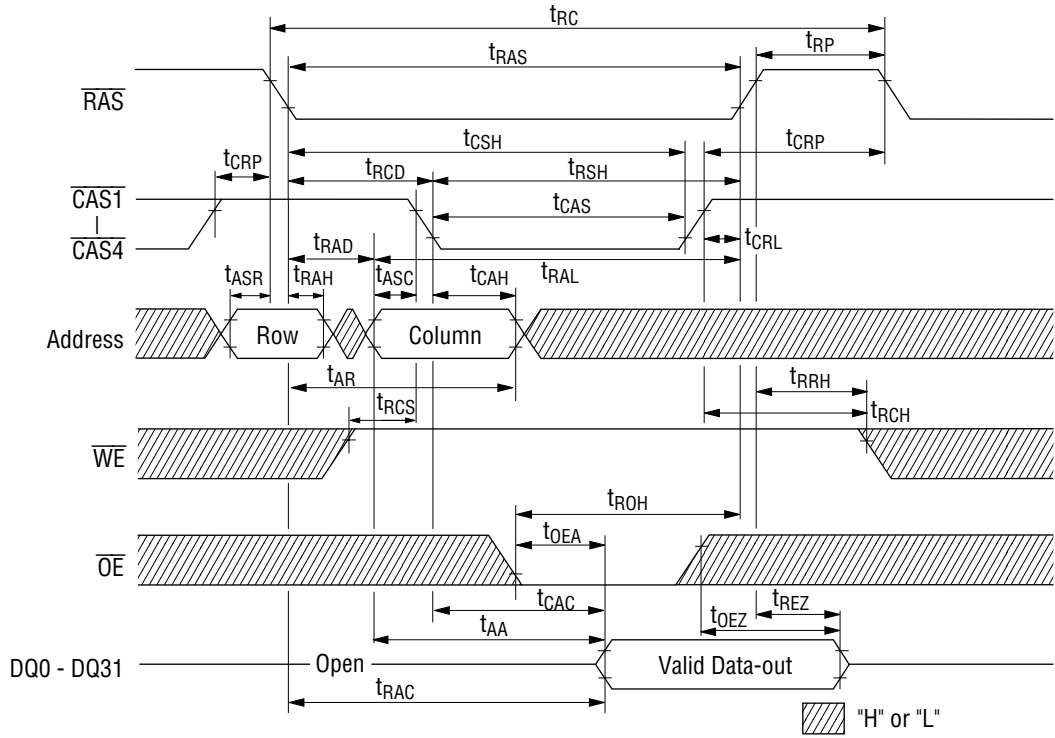 tRC
tRAS
tRP
RAS
tCSH
tCRP
tCRP
tRCD
tRSH
CAS1
CAS4
tCAS
tRAD
tCRL
tRAL
tASR
tRAH
tASC
tCAH
Address
Row
Column
tAR
tRRH
tRCS
tRCH
WE
tROH
tOEA
OE
tCAC
tREZ
tOEZ
tAA
DQ0 - DQ31
Open
Valid Data-out
tRAC
"H" or "L"